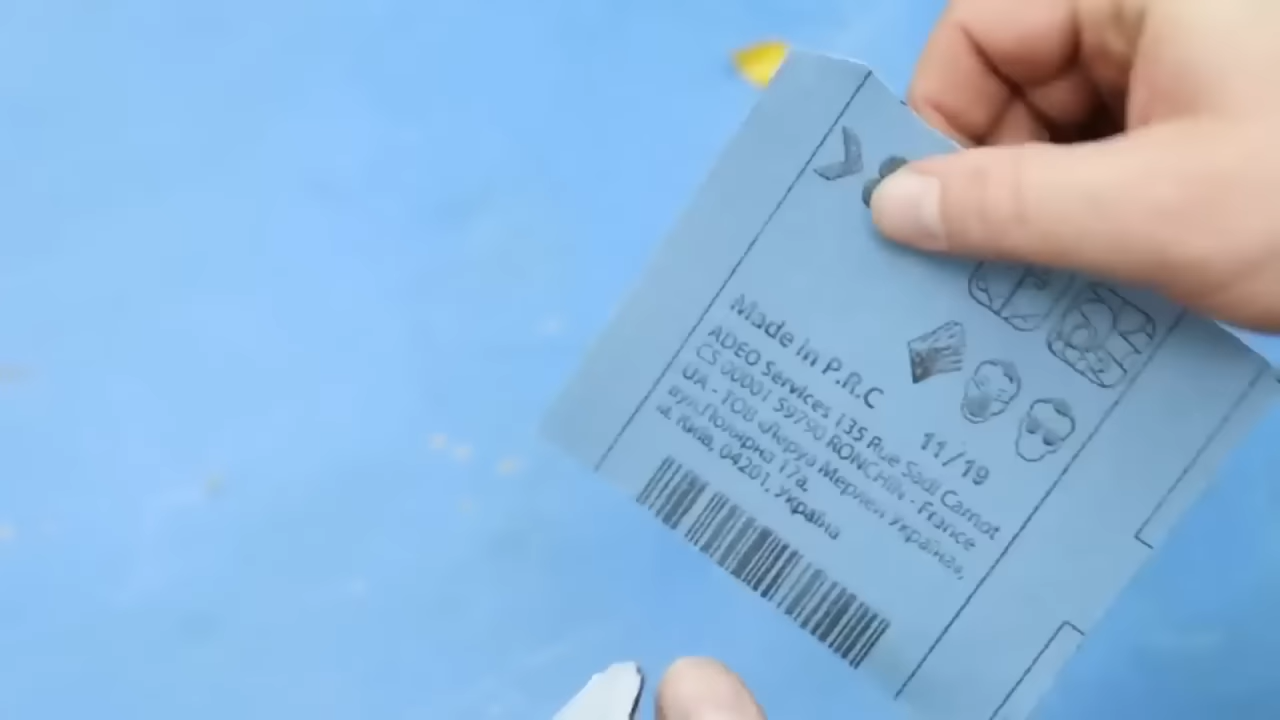 Made in P.R.C
11/19
ADEO Services 135 Rue Sadi Carnot
CS 00001 59790 RONCHIN - France
UA - ТОВ «Леруа Мерлен Україна»,
вул.Полярна 17а,
м. Київ, 04201, Україна